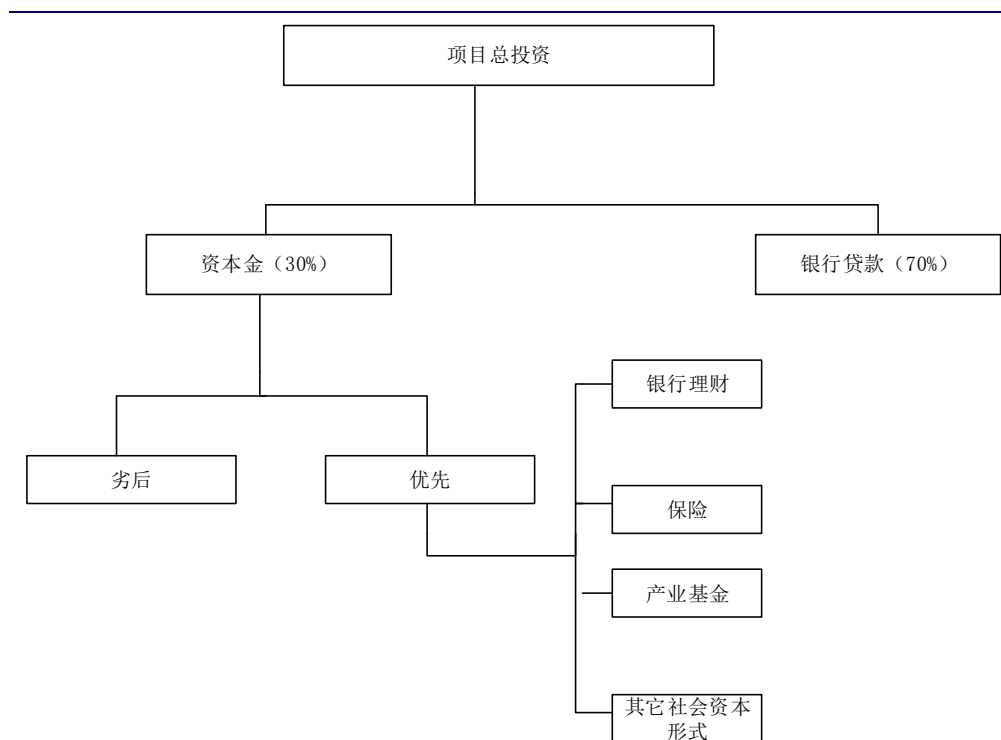 项目总投资
资本金（30%）
银行贷款（70%）
银行理财
劣后
优先
保险
产业基金
其它社会资本
形式